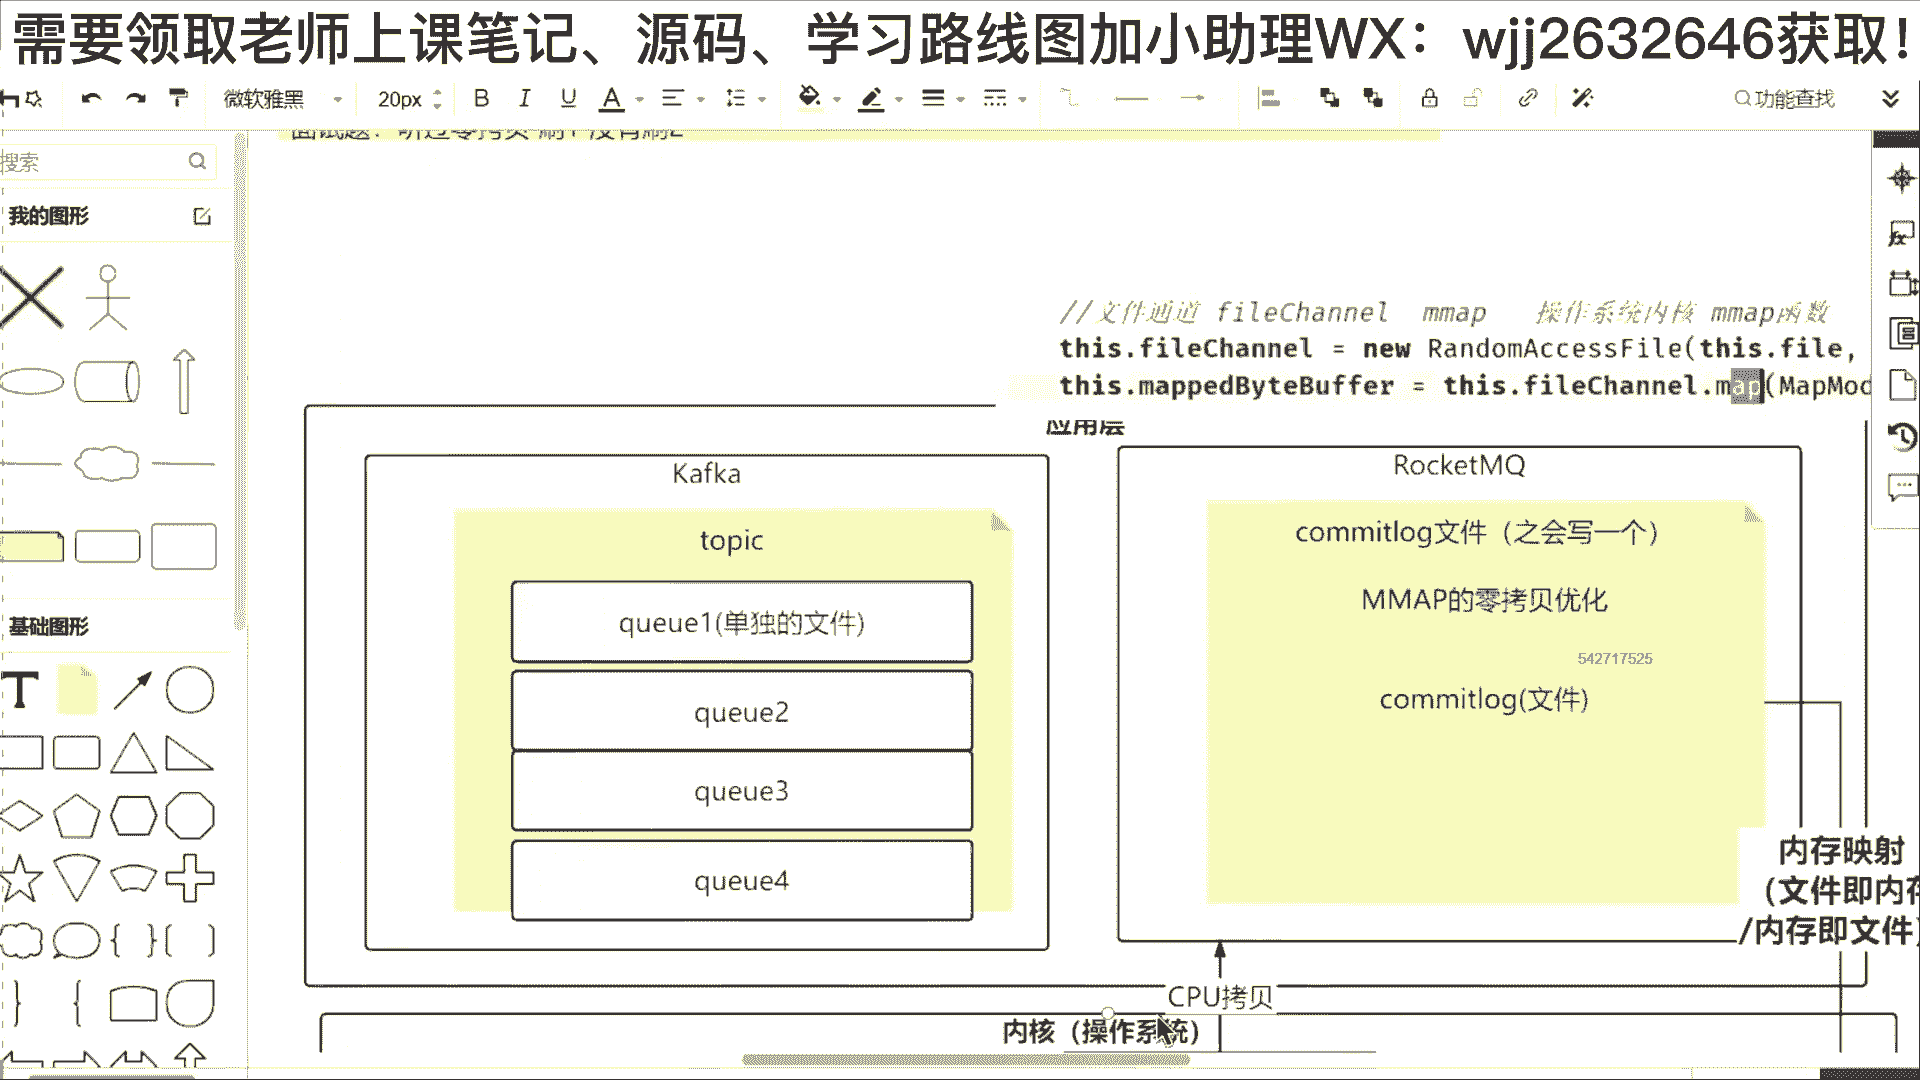 需要领取老师上课笔记、源码、学习路线图加小助理WX：wjj2632646获取！
微软雅黑
20px
B I U A
功能查找
面试题：听过零拷贝
搜索
我的图形
基础图形
T
//文件通道 fileChannel mmap 操作系统内核 mmap函数
this.fileChannel = new RandomAccessFile(this.file,
this.mappedByteBuffer = this.fileChannel.map(MapMod
应用层
Kafka
topic
queue1(单独的文件)
queue2
queue3
queue4
RocketMQ
commitlog文件（之会写一个）
MMAP的零拷贝优化
542717525
commitlog(文件)
内存映射
（文件即内存
/内存即文件）
CPU拷贝
内核（操作系统）